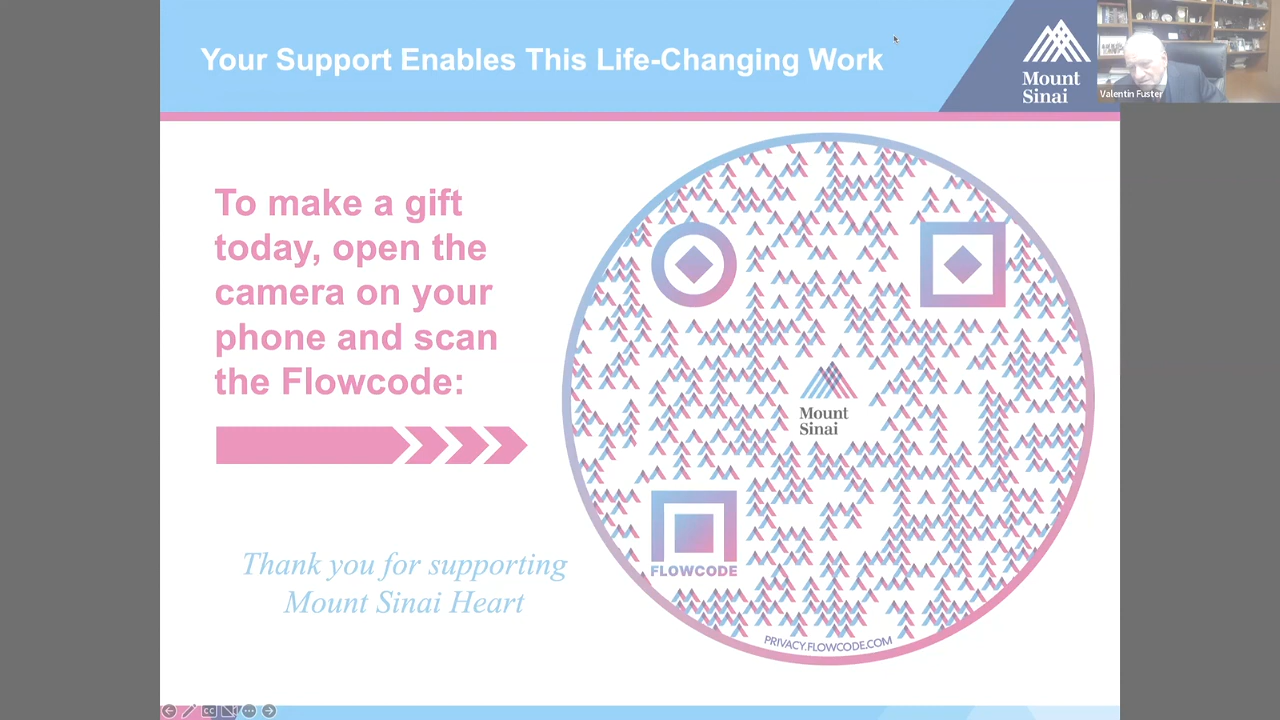 Your Support Enables This Life-Changing Work
Mount
Sinai
Valentin Fuster
To make a gift
today, open the
camera on your
phone and scan
the Flowcode:
Mount
Sinai
FLOWCODE
Thank you for supporting
Mount Sinai Heart
PRIVACY.FLOWCODE.COM
CC